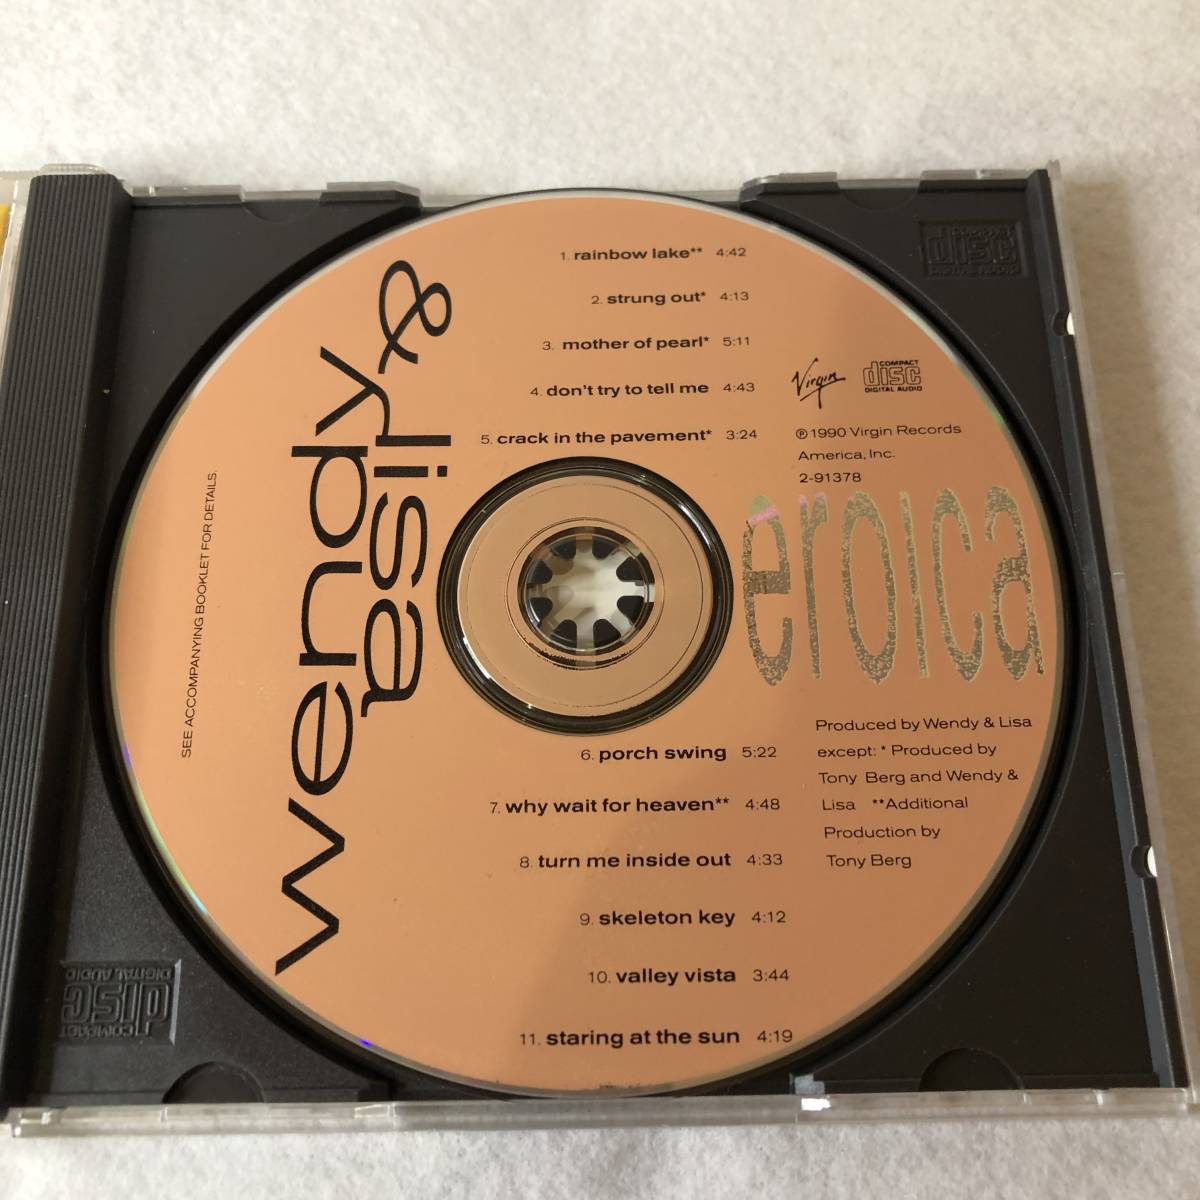 wendy &
lisa
1. rainbow lake** 4:42
2. strung out* 4:13
3. mother of pearl* 5:11
4. don't try to tell me 4:43
5. crack in the pavement* 3:24
Virgin
COMPACT
disc
DIGITAL AUDIO
℗ 1990 Virgin Records
America, Inc.
2-91378
eroica
6. porch swing 5:22
7. why wait for heaven** 4:48
8. turn me inside out 4:33
9. skeleton key 4:12
10. valley vista 3:44
11. staring at the sun 4:19
Produced by Wendy & Lisa
except: * Produced by
Tony Berg and Wendy &
Lisa **Additional
Production by
Tony Berg
SEE ACCOMPANYING BOOKLET FOR DETAILS.
COMPACT
disc
DIGITAL AUDIO
COMPACT
disc
DIGITAL AUDIO